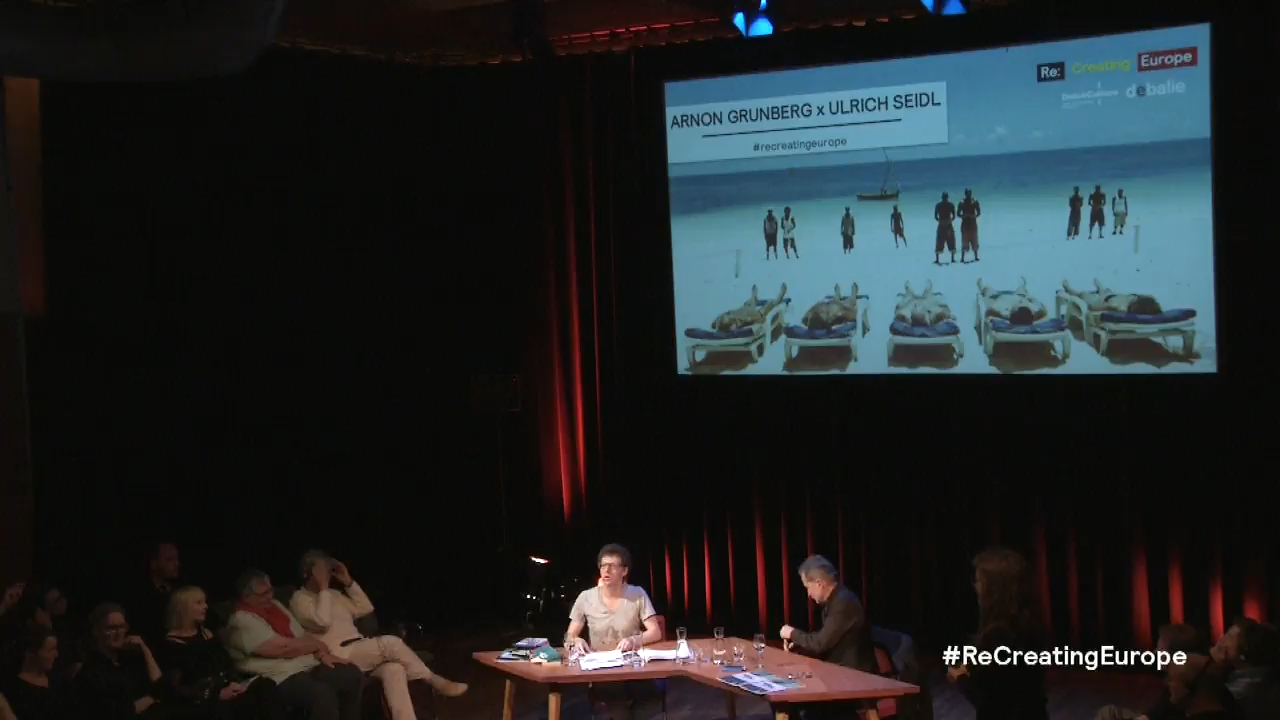 Re: Creating Europe
debalie
ARNON GRUNBERG x ULRICH SEIDL
#recreatingeurope
#ReCreatingEurope